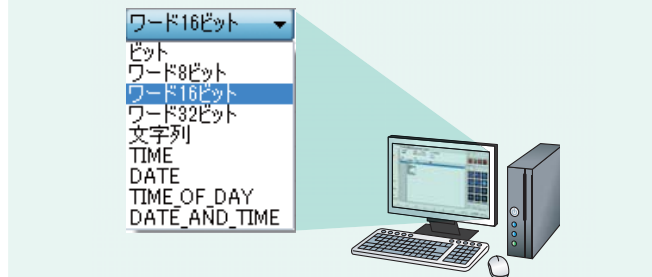 ワード16ビット
ビット
ワード8ビット
ワード16ビット
ワード32ビット
文字列
TIME
DATE
TIME_OF_DAY
DATE_AND_TIME